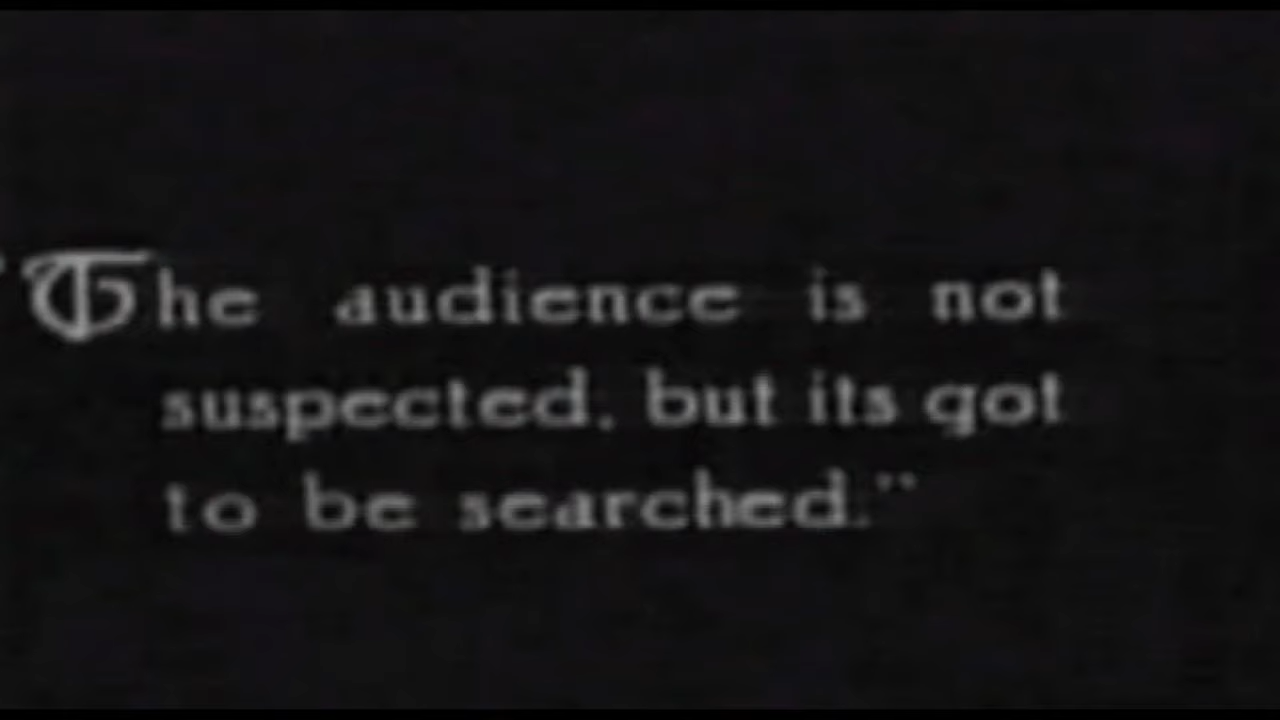 "The audience is not
suspected, but its got
to be searched."